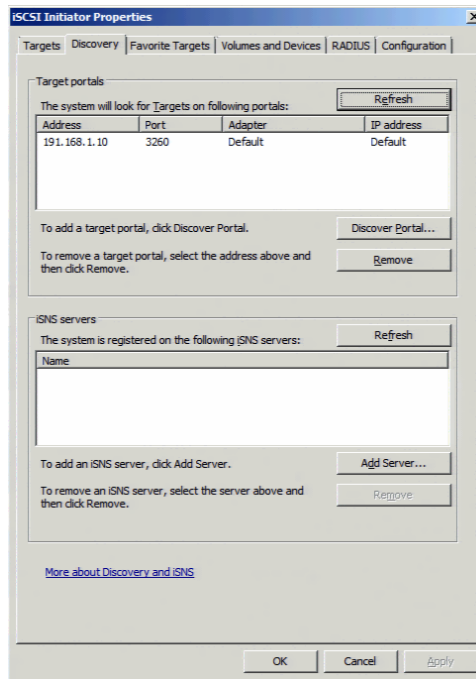 iSCSI Initiator Properties
Targets Discovery Favorite Targets Volumes and Devices RADIUS Configuration
Target portals
The system will look for Targets on following portals:
Refresh
Address Port Adapter IP address
191.168.1.10 3260 Default Default
To add a target portal, click Discover Portal.
Discover Portal...
To remove a target portal, select the address above and
then click Remove.
Remove
iSNS servers
The system is registered on the following iSNS servers:
Refresh
Name
To add an iSNS server, click Add Server.
Add Server...
To remove an iSNS server, select the server above and
then click Remove.
Remove
More about Discovery and iSNS
OK Cancel Apply